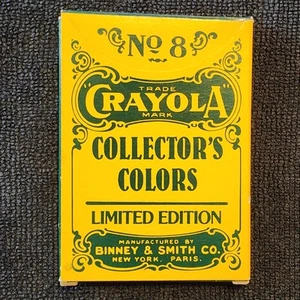 No 8
TRADE
"CRAYOLA"
MARK
COLLECTOR'S
COLORS
LIMITED EDITION
MANUFACTURED BY
BINNEY & SMITH CO.
NEW YORK, PARIS.